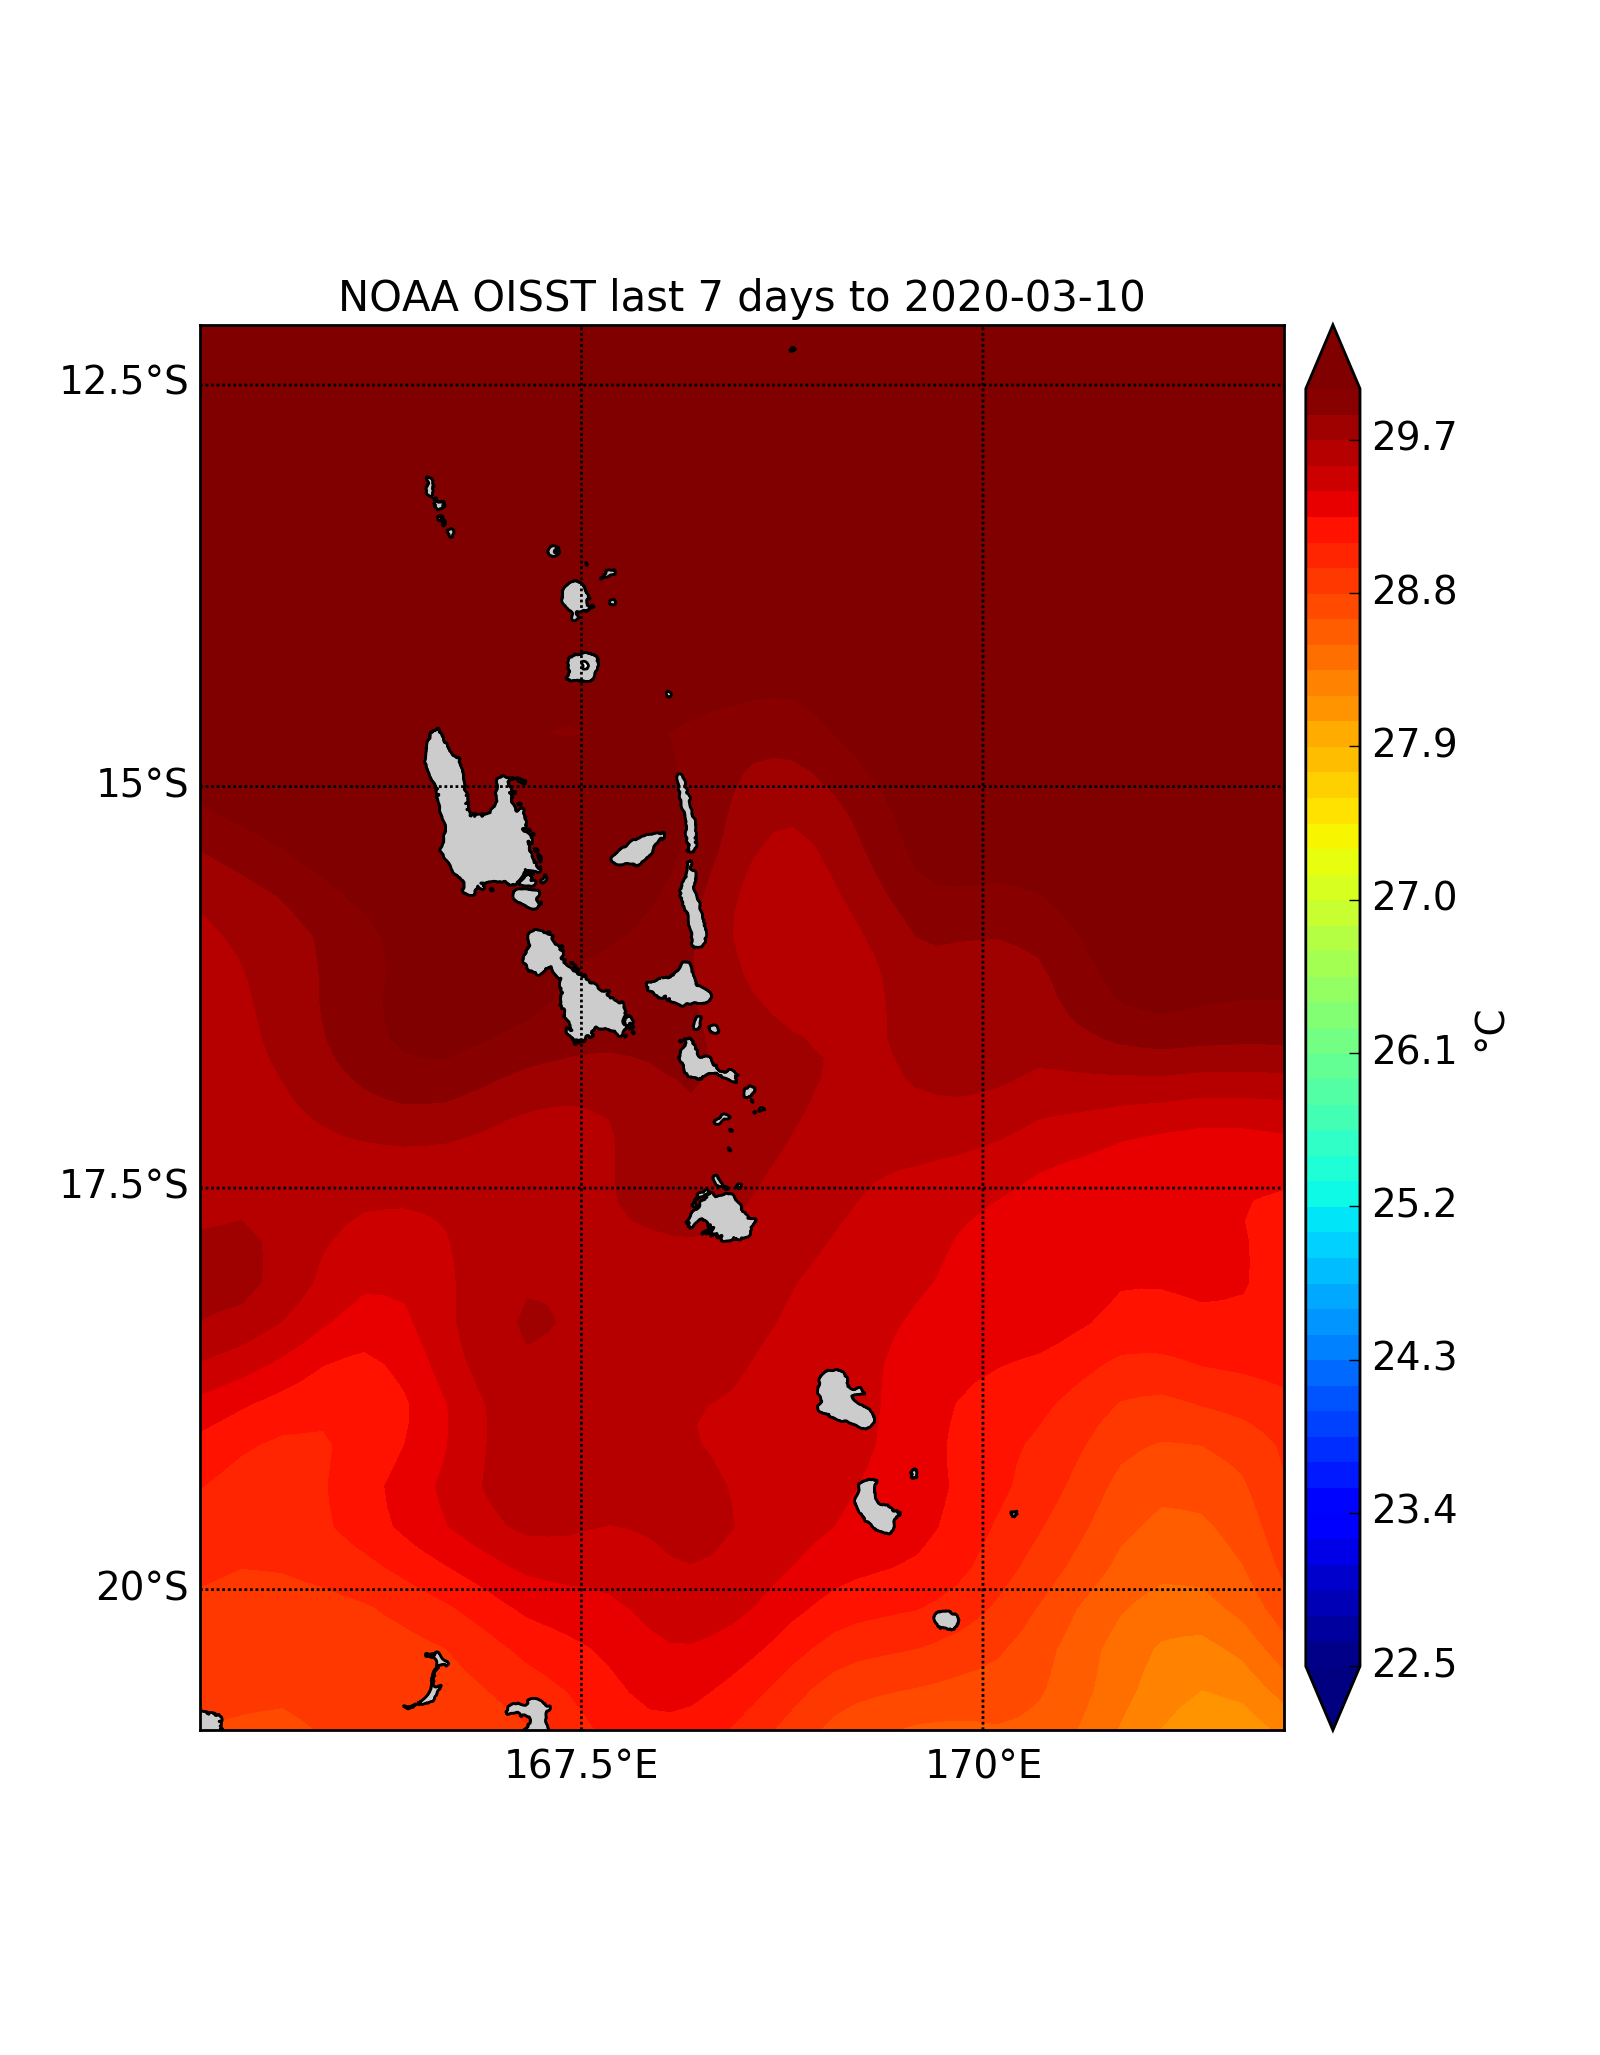 NOAA OISST last 7 days to 2020-03-10
12.5°S
15°S
17.5°S
20°S
167.5°E
170°E
29.7
28.8
27.9
27.0
26.1
25.2
24.3
23.4
22.5
°C